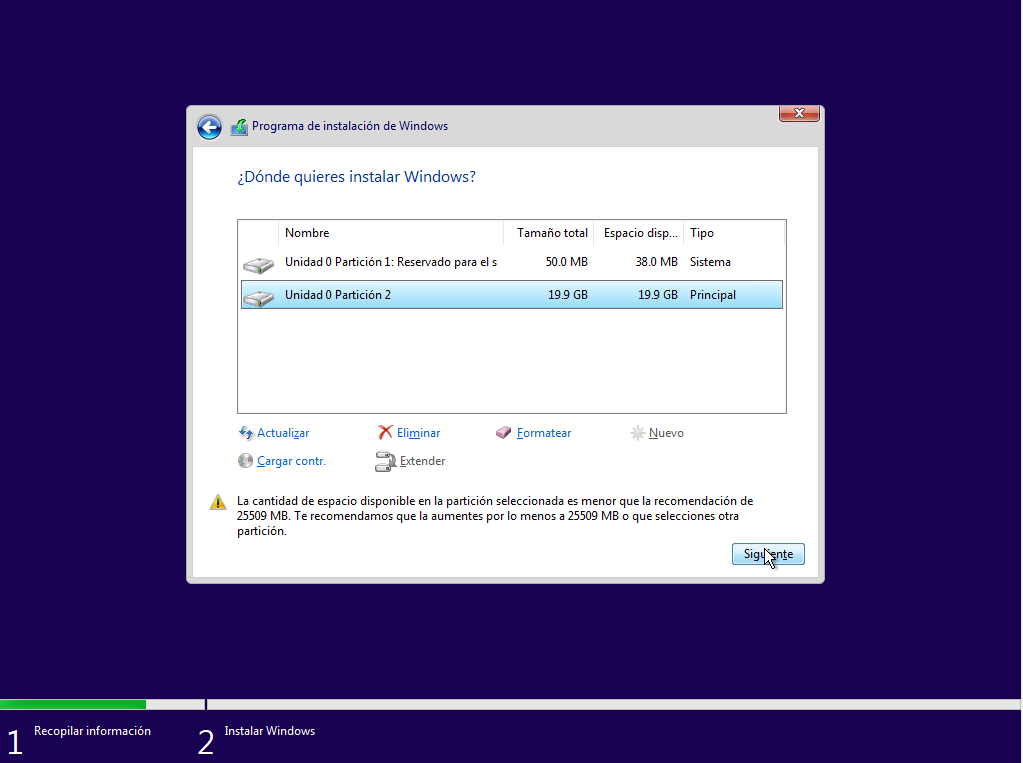 Programa de instalación de Windows
¿Dónde quieres instalar Windows?
Nombre Tamaño total Espacio disp... Tipo
Unidad 0 Partición 1: Reservado para el s 50.0 MB 38.0 MB Sistema
Unidad 0 Partición 2 19.9 GB 19.9 GB Principal
Actualizar Eliminar Formatear Nuevo
Cargar contr. Extender
La cantidad de espacio disponible en la partición seleccionada es menor que la recomendación de
25509 MB. Te recomendamos que la aumentes por lo menos a 25509 MB o que selecciones otra
partición.
Siguiente
1 Recopilar información 2 Instalar Windows